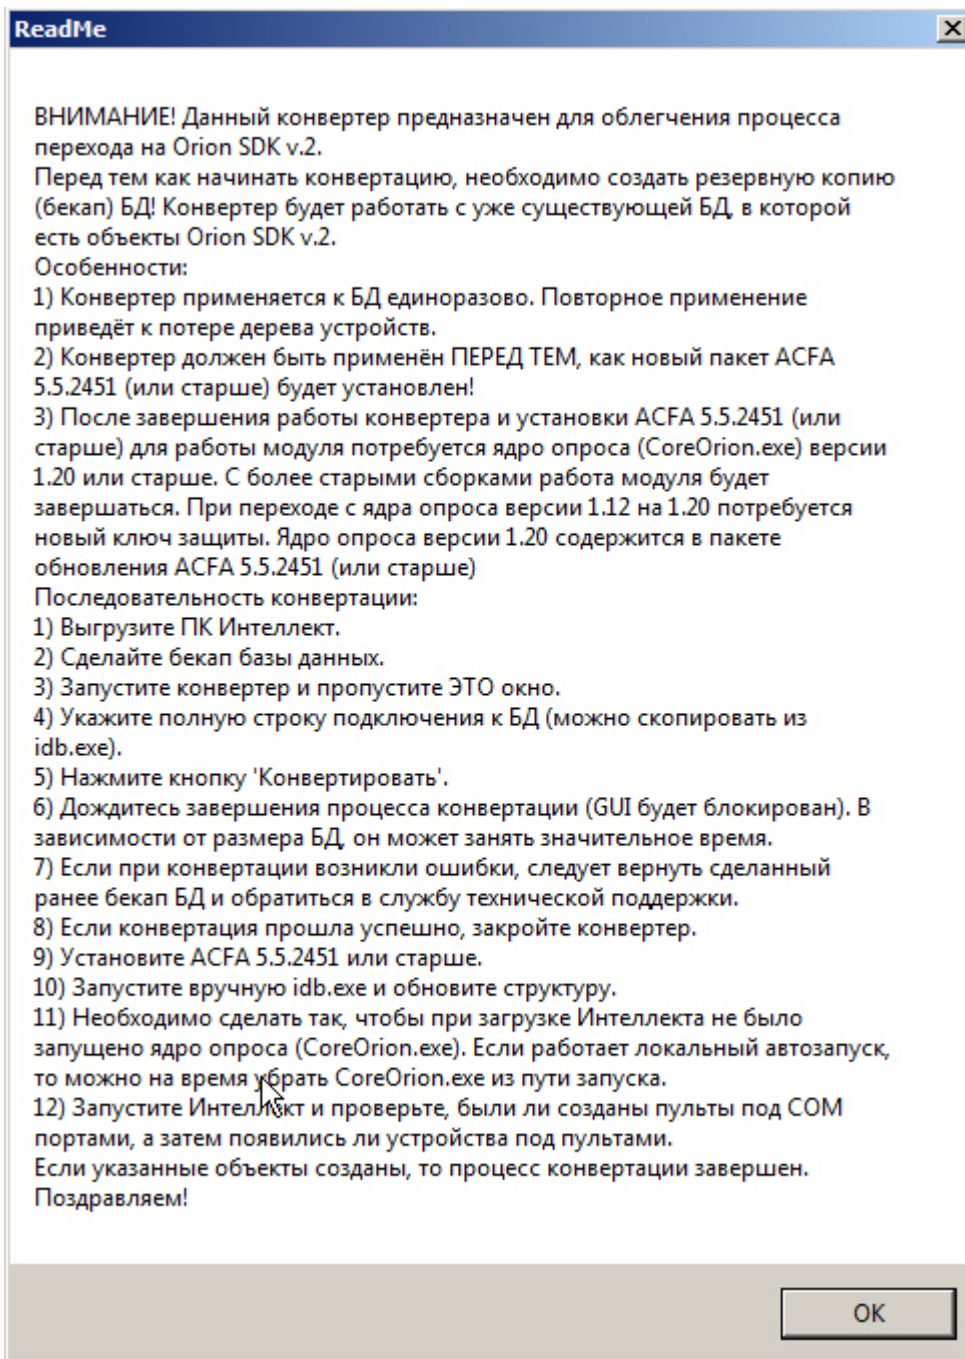 ReadMe
ВНИМАНИЕ! Данный конвертер предназначен для облегчения процесса
перехода на Orion SDK v.2.
Перед тем как начинать конвертацию, необходимо создать резервную копию
(бекап) БД! Конвертер будет работать с уже существующей БД, в которой
есть объекты Orion SDK v.2.
Особенности:
1) Конвертер применяется к БД единоразово. Повторное применение
приведёт к потере дерева устройств.
2) Конвертер должен быть применён ПЕРЕД ТЕМ, как новый пакет ACFA
5.5.2451 (или старше) будет установлен!
3) После завершения работы конвертера и установки ACFA 5.5.2451 (или
старше) для работы модуля потребуется ядро опроса (CoreOrion.exe) версии
1.20 или старше. С более старыми сборками работа модуля будет
завершаться. При переходе с ядра опроса версии 1.12 на 1.20 потребуется
новый ключ защиты. Ядро опроса версии 1.20 содержится в пакете
обновления ACFA 5.5.2451 (или старше)
Последовательность конвертации:
1) Выгрузите ПК Интеллект.
2) Сделайте бекап базы данных.
3) Запустите конвертер и пропустите ЭТО окно.
4) Укажите полную строку подключения к БД (можно скопировать из
idb.exe).
5) Нажмите кнопку 'Конвертировать'.
6) Дождитесь завершения процесса конвертации (GUI будет блокирован). В
зависимости от размера БД, он может занять значительное время.
7) Если при конвертации возникли ошибки, следует вернуть сделанный
ранее бекап БД и обратиться в службу технической поддержки.
8) Если конвертация прошла успешно, закройте конвертер.
9) Установите ACFA 5.5.2451 или старше.
10) Запустите вручную idb.exe и обновите структуру.
11) Необходимо сделать так, чтобы при загрузке Интеллекта не было
запущено ядро опроса (CoreOrion.exe). Если работает локальный автозапуск,
то можно на время убрать CoreOrion.exe из пути запуска.
12) Запустите Интеллект и проверьте, были ли созданы пульты под COM
портами, а затем появились ли устройства под пультами.
Если указанные объекты созданы, то процесс конвертации завершен.
Поздравляем!
OK